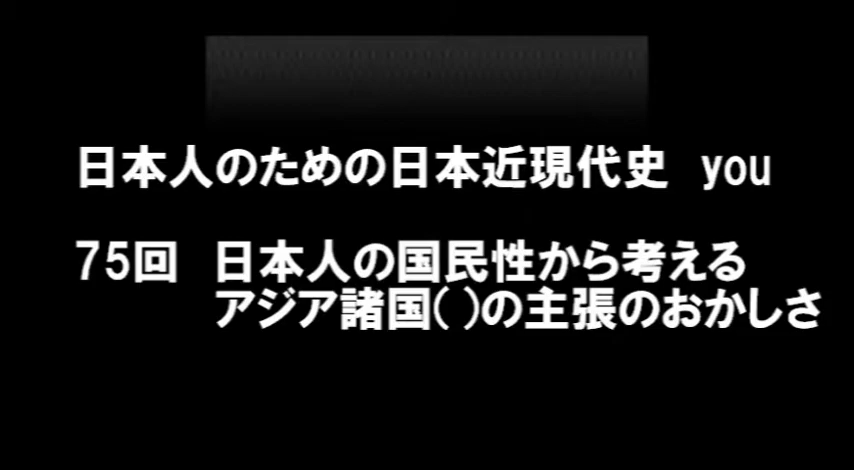 日本人のための日本近現代史　you
75回　日本人の国民性から考える
アジア諸国( )の主張のおかしさ